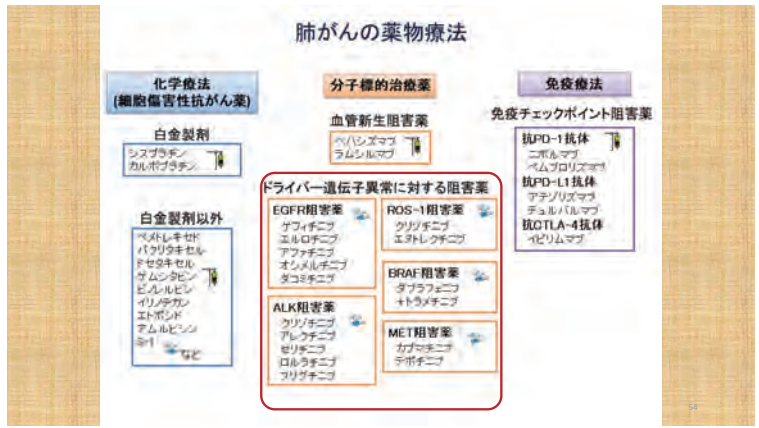 肺がんの薬物療法
化学療法
(細胞傷害性抗がん薬)
白金製剤
シスプラチン
カルボプラチン
白金製剤以外
ペメトレキセド
パクリタキセル
ドセタキセル
ゲムシタビン
ビノレルビン
イリノテカン
エトポシド
アムルビシン
S-1
など
分子標的治療薬
血管新生阻害薬
ベバシズマブ
ラムシルマブ
ドライバー遺伝子異常に対する阻害薬
EGFR阻害薬
ゲフィチニブ
エルロチニブ
アファチニブ
オシメルチニブ
ダコミチニブ
ALK阻害薬
クリゾチニブ
アレクチニブ
セリチニブ
ロルラチニブ
ブリグチニブ
ROS-1阻害薬
クリゾチニブ
エヌトレクチニブ
BRAF阻害薬
ダブラフェニブ
+トラメチニブ
MET阻害薬
カプマチニブ
テポチニブ
免疫療法
免疫チェックポイント阻害薬
抗PD-1抗体
ニボルマブ
ペムブロリズマブ
抗PD-L1抗体
アテゾリズマブ
デュルバルマブ
抗CTLA-4抗体
イピリムマブ
54